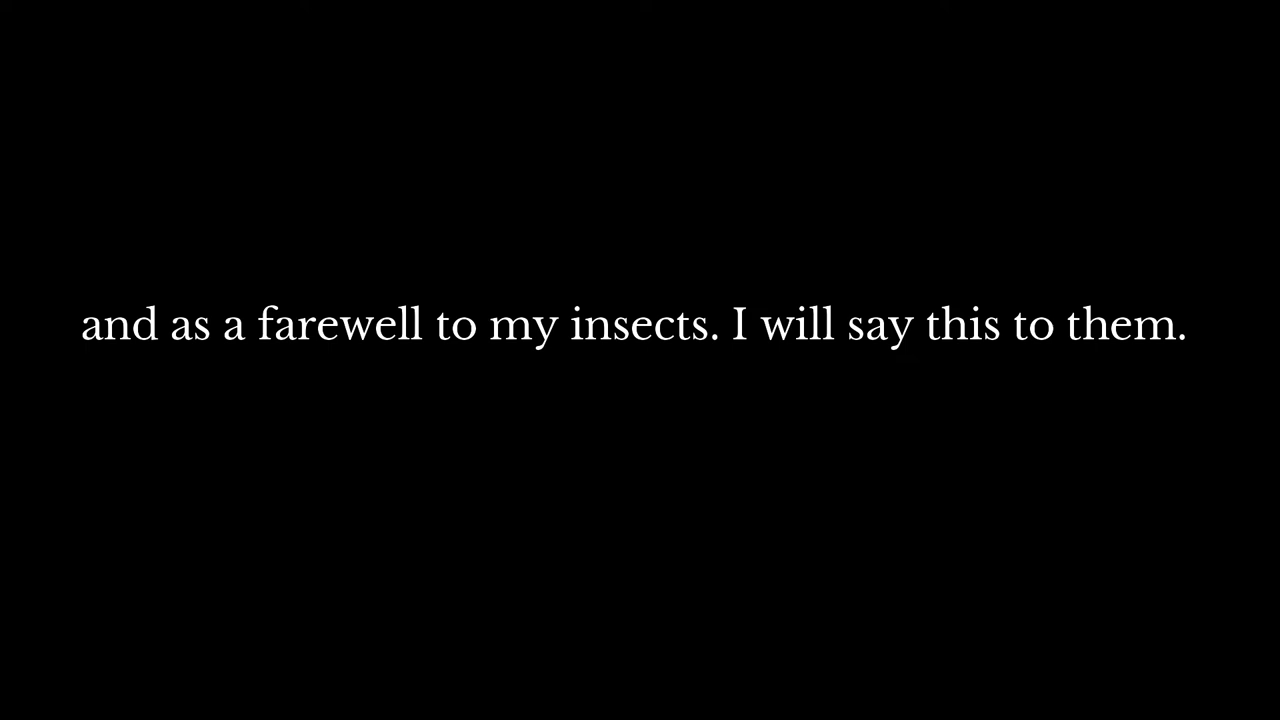 and as a farewell to my insects. I will say this to them.